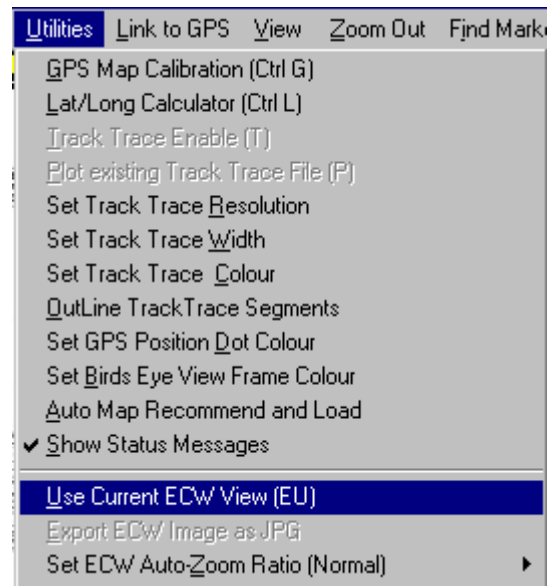 Utilities Link to GPS View Zoom Out Find Mark
GPS Map Calibration (Ctrl G)
Lat/Long Calculator (Ctrl L)
Track Trace Enable (T)
Plot existing Track Trace File (P)
Set Track Trace Resolution
Set Track Trace Width
Set Track Trace Colour
OutLine TrackTrace Segments
Set GPS Position Dot Colour
Set Birds Eye View Frame Colour
Auto Map Recommend and Load
Show Status Messages
Use Current ECW View (EU)
Export ECW Image as JPG
Set ECW Auto-Zoom Ratio (Normal)